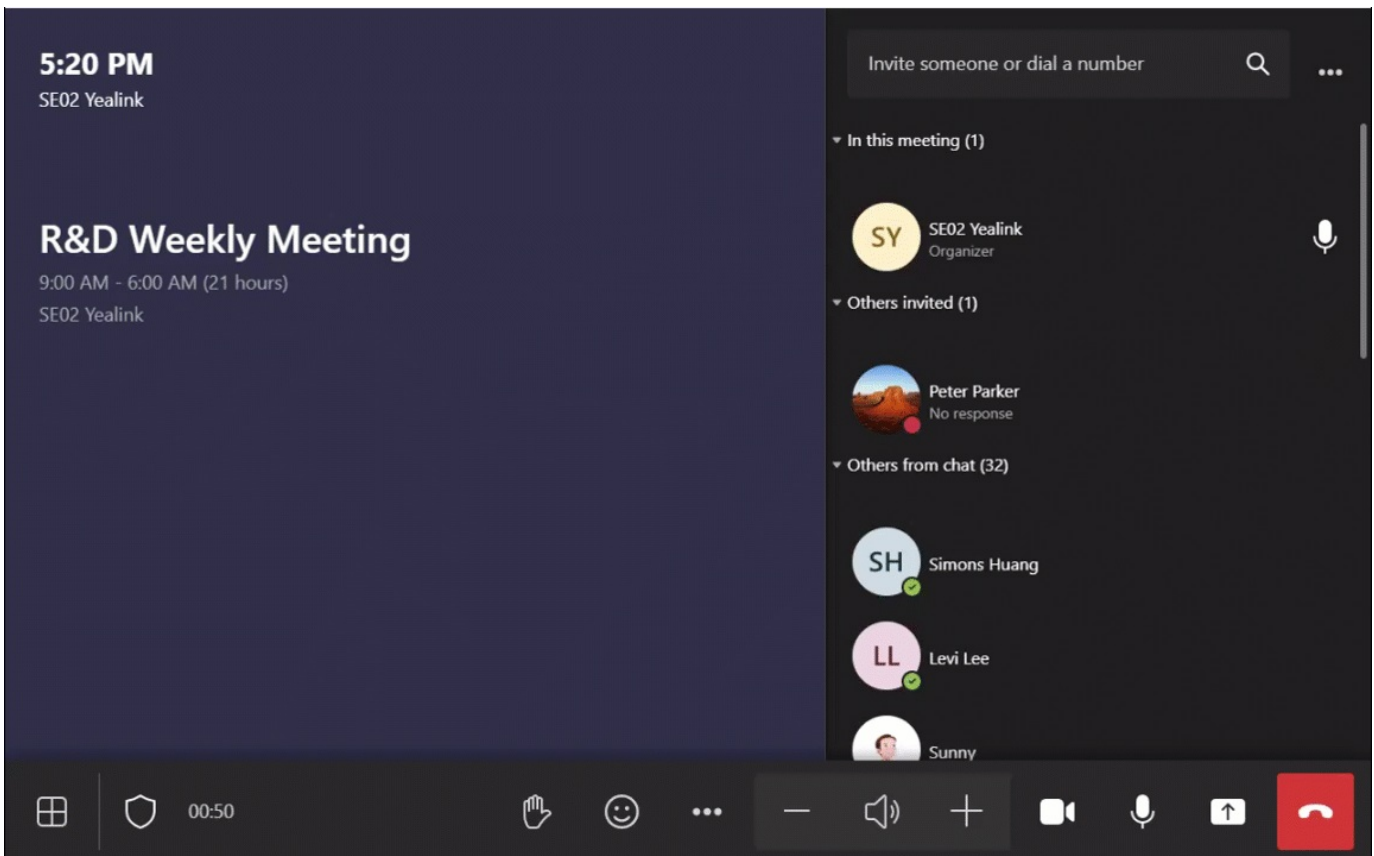 5:20 PM
SE02 Yealink
R&D Weekly Meeting
9:00 AM - 6:00 AM (21 hours)
SE02 Yealink
Invite someone or dial a number
In this meeting (1)
SY
SE02 Yealink
Organizer
Others invited (1)
Peter Parker
No response
Others from chat (32)
SH
Simons Huang
LL
Levi Lee
Sunny
00:50